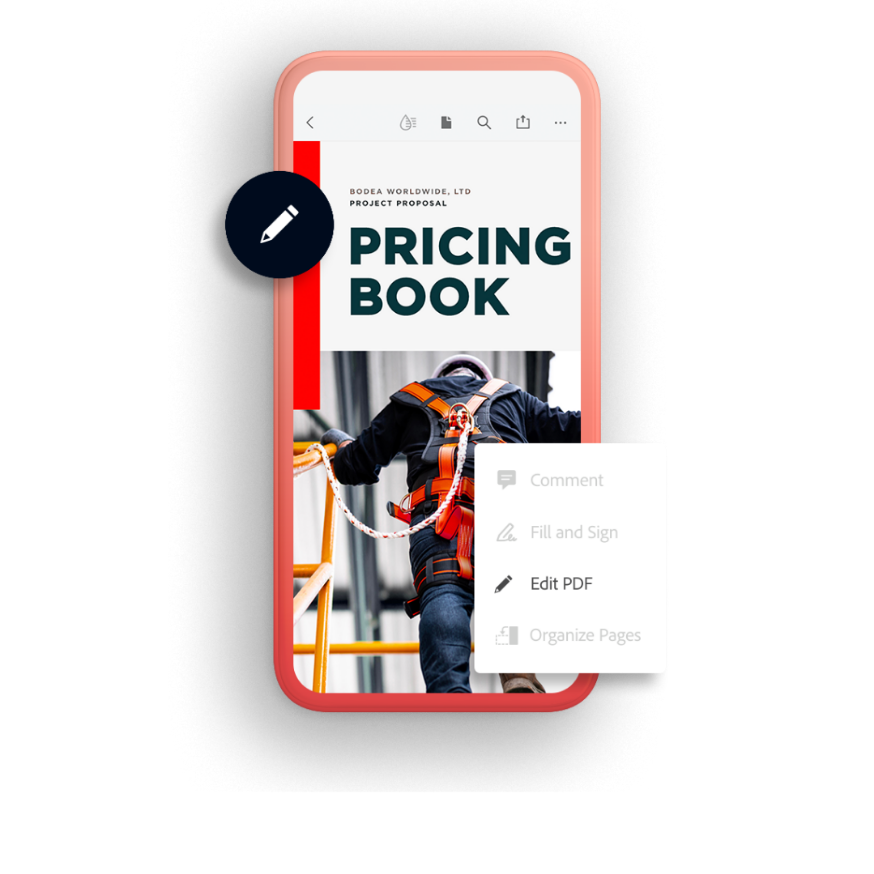 BODEA WORLDWIDE, LTD
PROJECT PROPOSAL
PRICING
BOOK
Comment
Fill and Sign
Edit PDF
Organize Pages